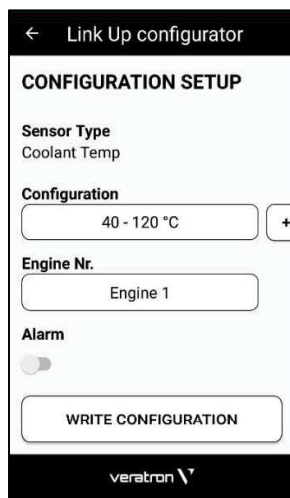 ← Link Up configurator
CONFIGURATION SETUP
Sensor Type
Coolant Temp
Configuration
40 - 120 °C +
Engine Nr.
Engine 1
Alarm
WRITE CONFIGURATION
veratron